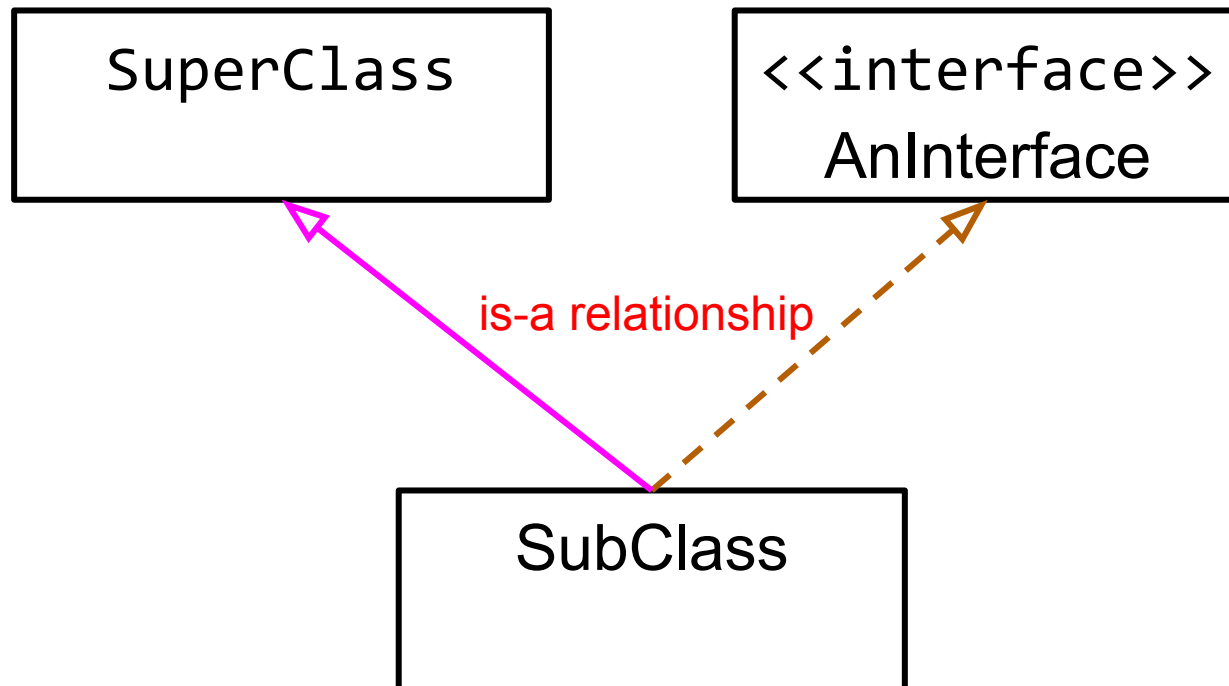 SuperClass
<<interface>>
AnInterface
is-a relationship
SubClass